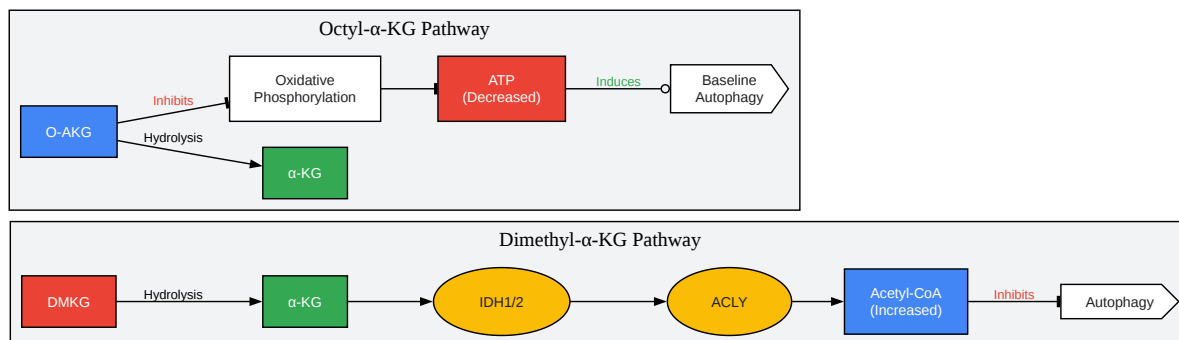 Octyl-α-KG Pathway
O-AKG
Inhibits
Hydrolysis
Oxidative
Phosphorylation
α-KG
ATP
(Decreased)
Induces
Baseline
Autophagy
Dimethyl-α-KG Pathway
DMKG
Hydrolysis
α-KG
IDH1/2
ACLY
Acetyl-CoA
(Increased)
Inhibits
Autophagy